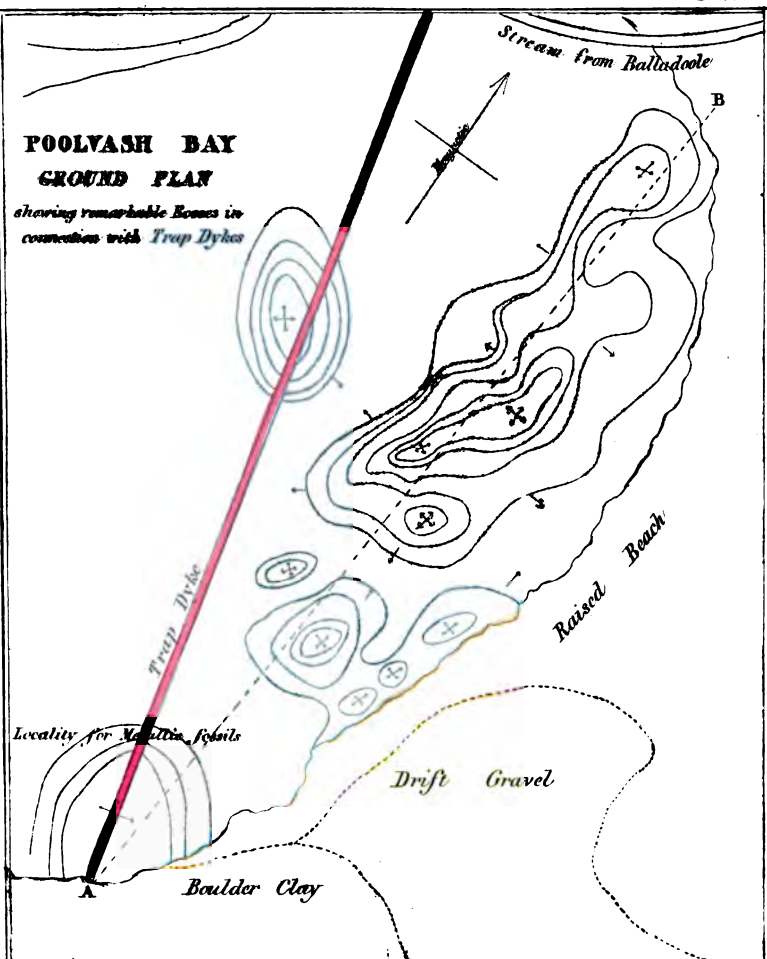 Stream from Balladoole
B
POOLVASH BAY
GROUND PLAN
showing remarkable Bosses in
connection with Trap Dykes
Magnetic
Trap Dyke
Raised Beach
Locality for Metallic fossils
Drift Gravel
A
Boulder Clay